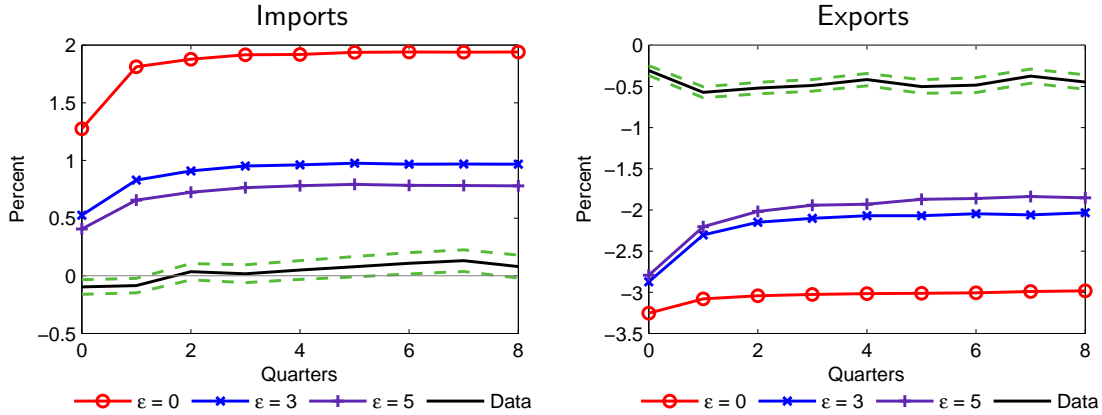 Imports
Percent
2
1.5
1
0.5
0
−0.5
0 2 4 6 8
Quarters
ε = 0 ε = 3 ε = 5 Data
Exports
Percent
0
−0.5
−1
−1.5
−2
−2.5
−3
−3.5
0 2 4 6 8
Quarters
ε = 0 ε = 3 ε = 5 Data